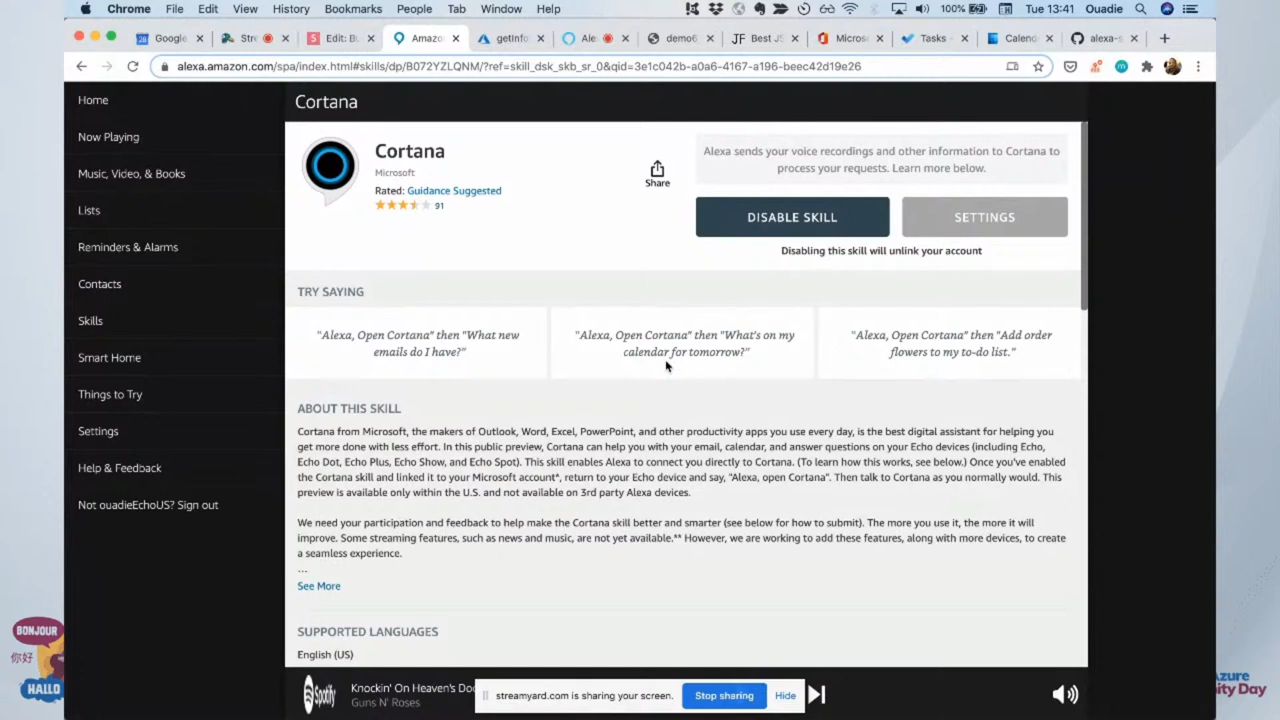 Chrome File Edit View History Bookmarks People Tab Window Help 100% Tue 13:41 Ouadie
Google Str Edit: Bu Amazo getInfo Ale demo6 Best JS Micros Tasks - Calend alexa-s
alexa.amazon.com/spa/index.html#skills/dp/B072YZLQNM/?ref=skill_dsk_skb_sr_0&qid=3e1c042b-a0a6-4167-a196-beec42d19e26
Home
Now Playing
Music, Video, & Books
Lists
Reminders & Alarms
Contacts
Skills
Smart Home
Things to Try
Settings
Help & Feedback
Not ouadieEchoUS? Sign out
Cortana
Cortana
Microsoft
Rated: Guidance Suggested
91
Share
Alexa sends your voice recordings and other information to Cortana to
process your requests. Learn more below.
DISABLE SKILL
SETTINGS
Disabling this skill will unlink your account
TRY SAYING
"Alexa, Open Cortana" then "What new
emails do I have?"
"Alexa, Open Cortana" then "What's on my
calendar for tomorrow?"
"Alexa, Open Cortana" then "Add order
flowers to my to-do list."
ABOUT THIS SKILL
Cortana from Microsoft, the makers of Outlook, Word, Excel, PowerPoint, and other productivity apps you use every day, is the best digital assistant for helping you
get more done with less effort. In this public preview, Cortana can help you with your email, calendar, and answer questions on your Echo devices (including Echo,
Echo Dot, Echo Plus, Echo Show, and Echo Spot). This skill enables Alexa to connect you directly to Cortana. (To learn how this works, see below.) Once you've enabled
the Cortana skill and linked it to your Microsoft account*, return to your Echo device and say, "Alexa, open Cortana". Then talk to Cortana as you normally would. This
preview is available only within the U.S. and not available on 3rd party Alexa devices.
We need your participation and feedback to help make the Cortana skill better and smarter (see below for how to submit). The more you use it, the more it will
improve. Some streaming features, such as news and music, are not yet available.** However, we are working to add these features, along with more devices, to create
a seamless experience.
...
See More
SUPPORTED LANGUAGES
English (US)
Spotify
Knockin' On Heaven's Doo
Guns N' Roses
streamyard.com is sharing your screen.
Stop sharing
Hide
BONJOUR
你好
HALLO
Azure
ity Day